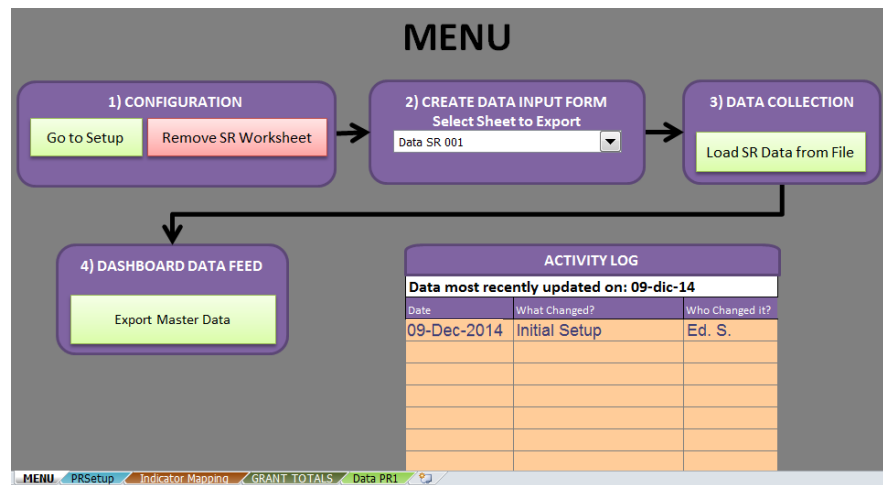 MENU
1) CONFIGURATION
Go to Setup
Remove SR Worksheet
2) CREATE DATA INPUT FORM
Select Sheet to Export
Data SR 001
3) DATA COLLECTION
Load SR Data from File
4) DASHBOARD DATA FEED
Export Master Data
ACTIVITY LOG
Data most recently updated on: 09-dic-14
Date What Changed? Who Changed it?
09-Dec-2014 Initial Setup Ed. S.
MENU PRSetup Indicator Mapping GRANT TOTALS Data PR1